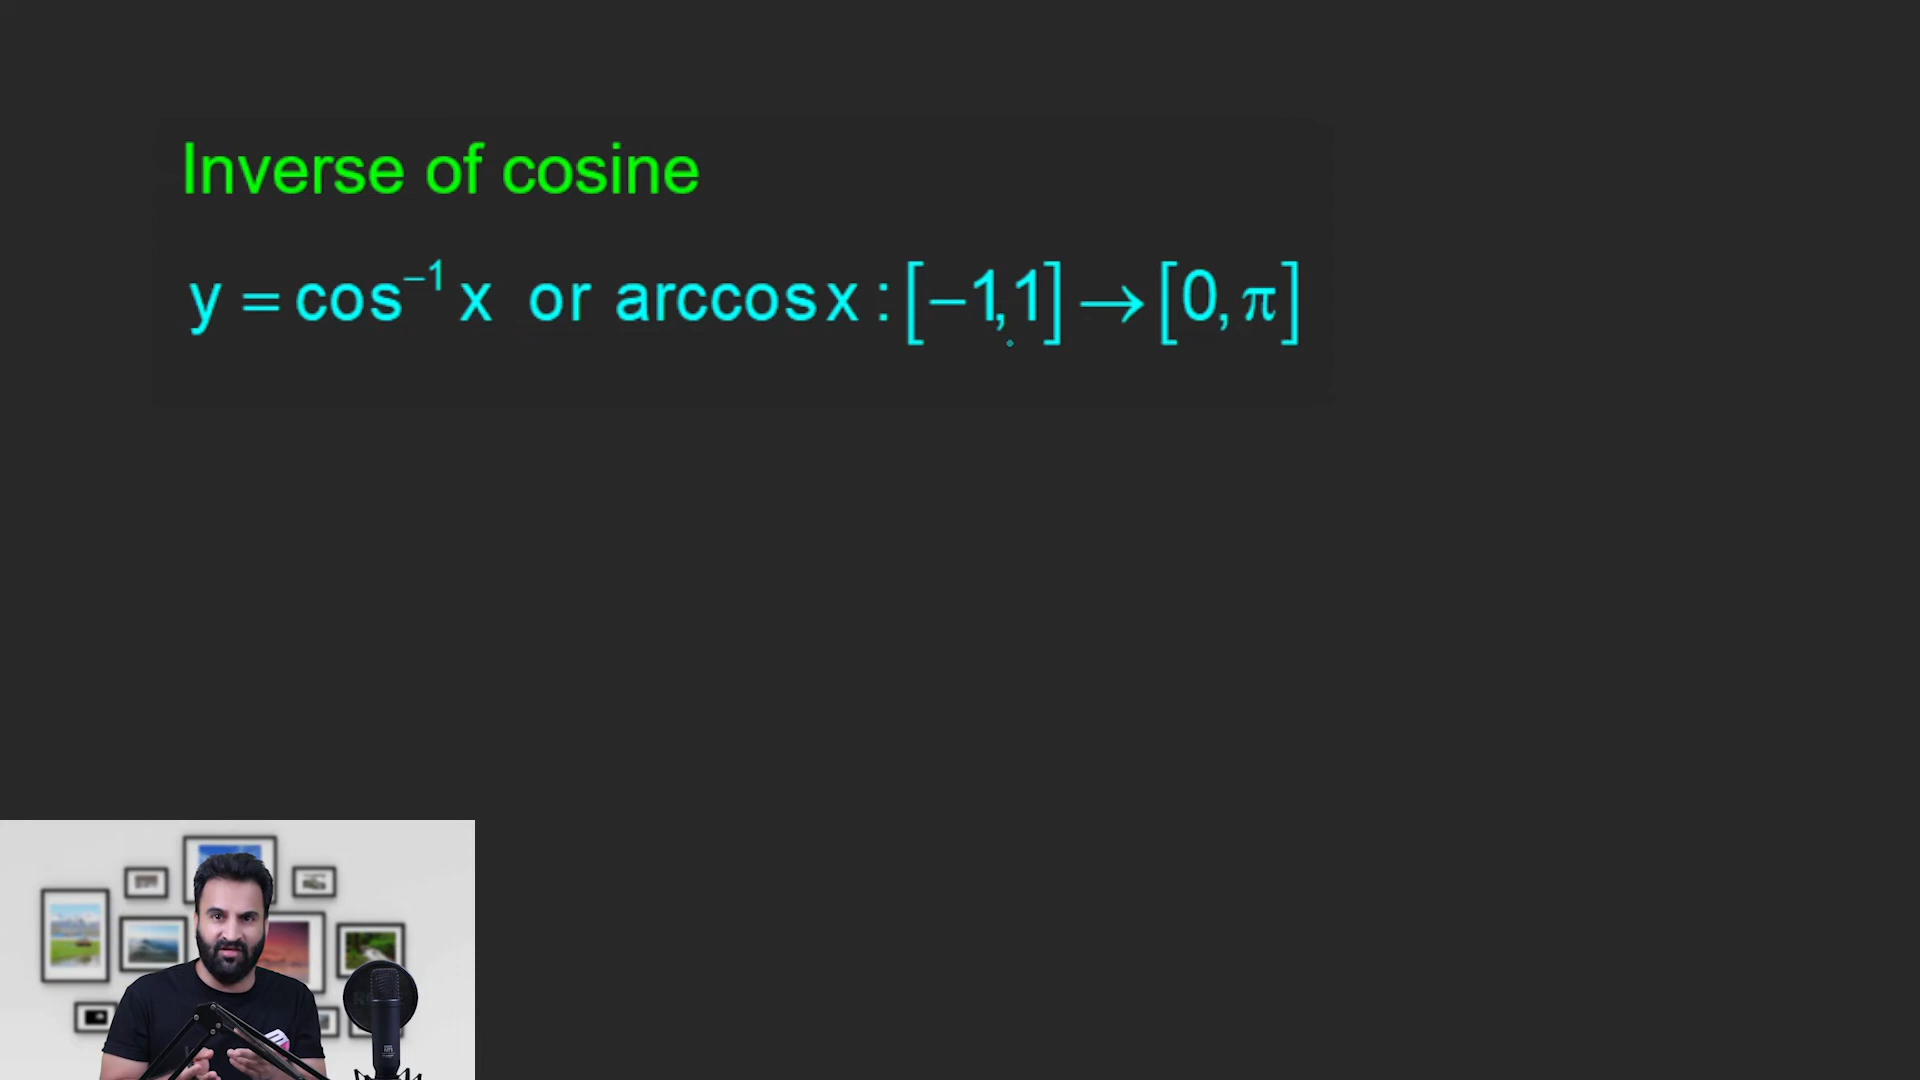 Inverse of cosine
y = cos⁻¹ x or arccos x : [−1,1] → [0, π]